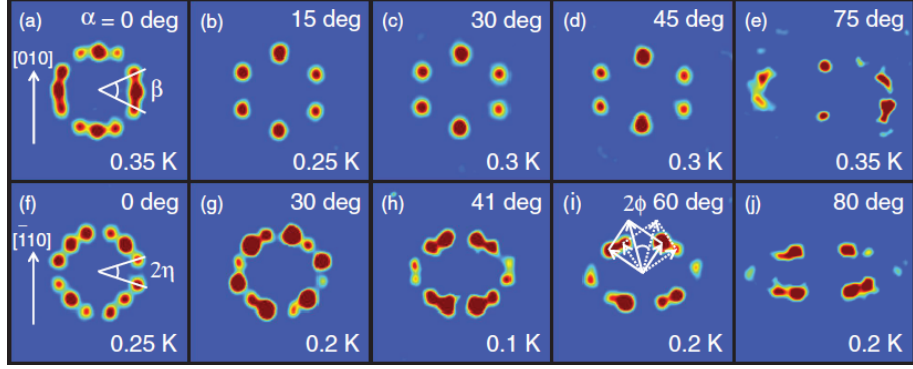 (a) α = 0 deg
[010]
β
0.35 K
(b) 15 deg
0.25 K
(c) 30 deg
0.3 K
(d) 45 deg
0.3 K
(e) 75 deg
0.35 K
(f) 0 deg
[1̄10]
2η
0.25 K
(g) 30 deg
0.2 K
(h) 41 deg
0.1 K
(i) 2ϕ 60 deg
0.2 K
(j) 80 deg
0.2 K